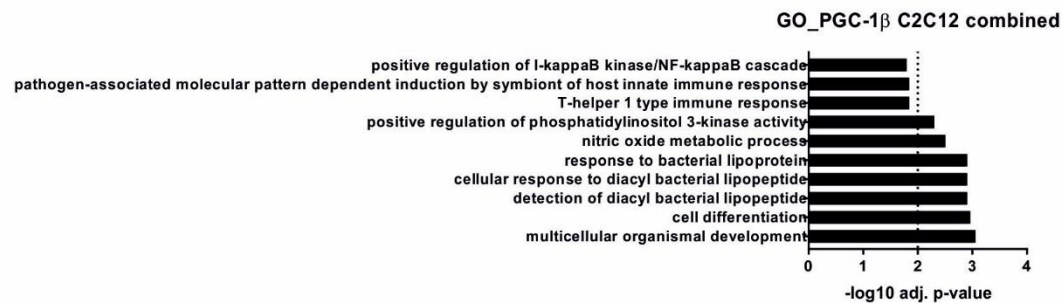 GO_PGC-1β C2C12 combined
positive regulation of I-kappaB kinase/NF-kappaB cascade
pathogen-associated molecular pattern dependent induction by symbiont of host innate immune response
T-helper 1 type immune response
positive regulation of phosphatidylinositol 3-kinase activity
nitric oxide metabolic process
response to bacterial lipoprotein
cellular response to diacyl bacterial lipopeptide
detection of diacyl bacterial lipopeptide
cell differentiation
multicellular organismal development
0 1 2 3 4
-log10 adj. p-value